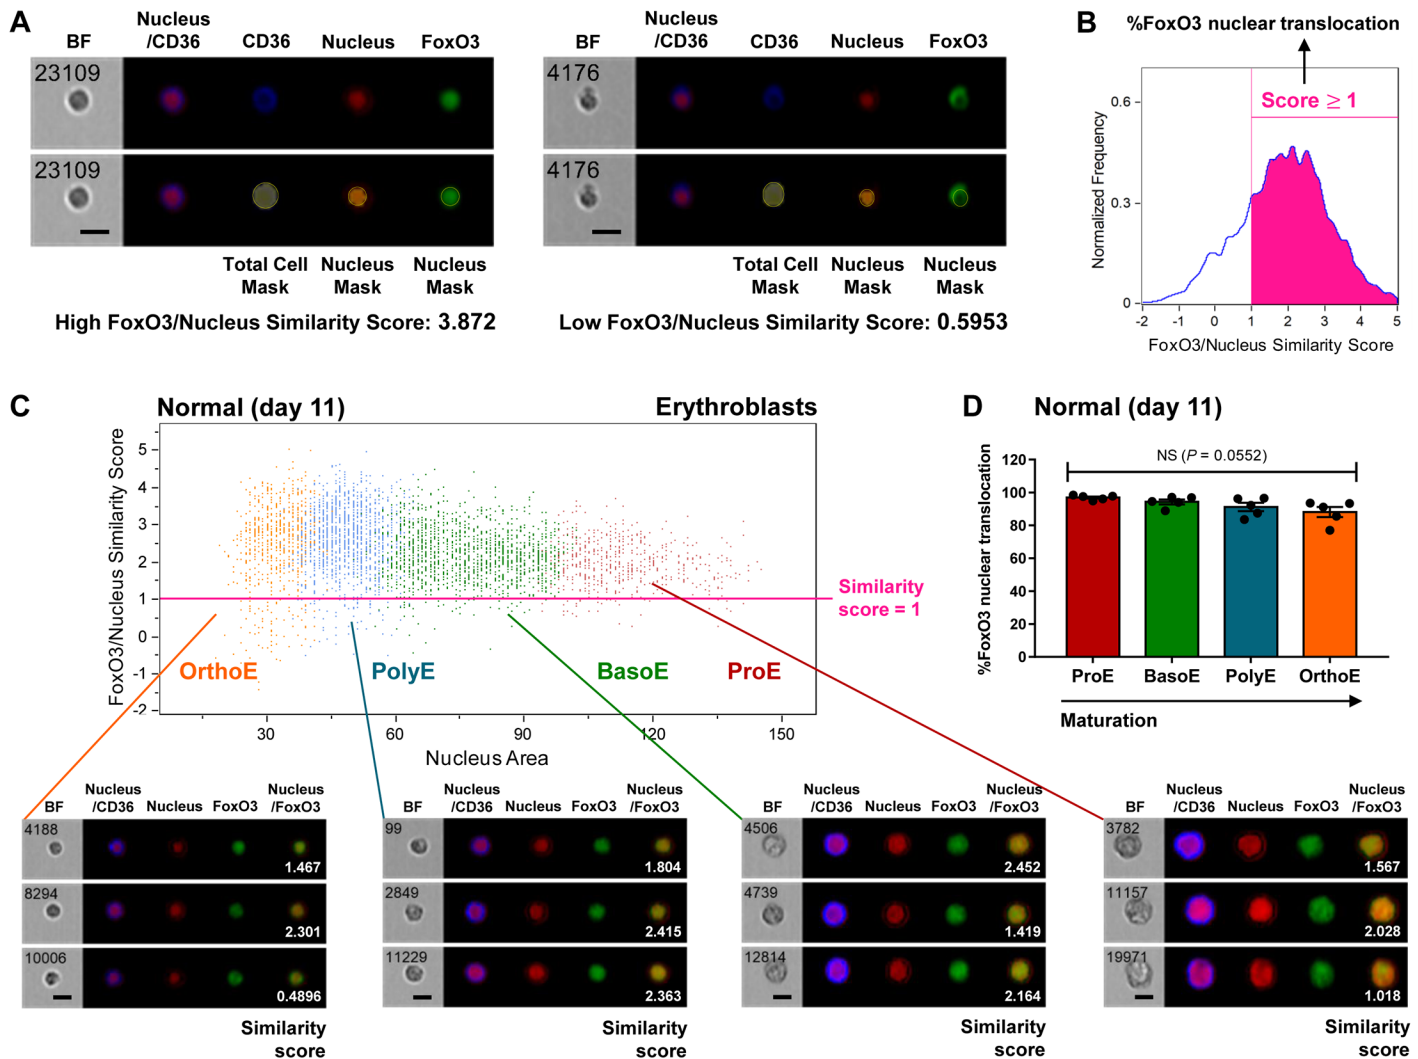 A
BF
Nucleus
/CD36
CD36
Nucleus
FoxO3
23109
23109
Total Cell
Mask
Nucleus
Mask
Nucleus
Mask
High FoxO3/Nucleus Similarity Score: 3.872
BF
Nucleus
/CD36
CD36
Nucleus
FoxO3
4176
4176
Total Cell
Mask
Nucleus
Mask
Nucleus
Mask
Low FoxO3/Nucleus Similarity Score: 0.5953
B
%FoxO3 nuclear translocation
Score ≥ 1
Normalized Frequency
0.6
0.3
0
-2 -1 0 1 2 3 4 5
FoxO3/Nucleus Similarity Score
C
Normal (day 11)
Erythroblasts
FoxO3/Nucleus Similarity Score
5
4
3
2
1
0
-1
-2
Similarity
score = 1
OrthoE
PolyE
BasoE
ProE
30 60 90 120 150
Nucleus Area
D
Normal (day 11)
NS (P = 0.0552)
%FoxO3 nuclear translocation
120
100
80
60
40
20
0
ProE BasoE PolyE OrthoE
Maturation
BF
Nucleus
/CD36
Nucleus
FoxO3
Nucleus
/FoxO3
4188
1.467
8294
2.301
10006
0.4896
Similarity
score
BF
Nucleus
/CD36
Nucleus
FoxO3
Nucleus
/FoxO3
99
1.804
2849
2.415
11229
2.363
Similarity
score
BF
Nucleus
/CD36
Nucleus
FoxO3
Nucleus
/FoxO3
4506
2.452
4739
1.419
12814
2.164
Similarity
score
BF
Nucleus
/CD36
Nucleus
FoxO3
Nucleus
/FoxO3
3782
1.567
11157
2.028
19971
1.018
Similarity
score